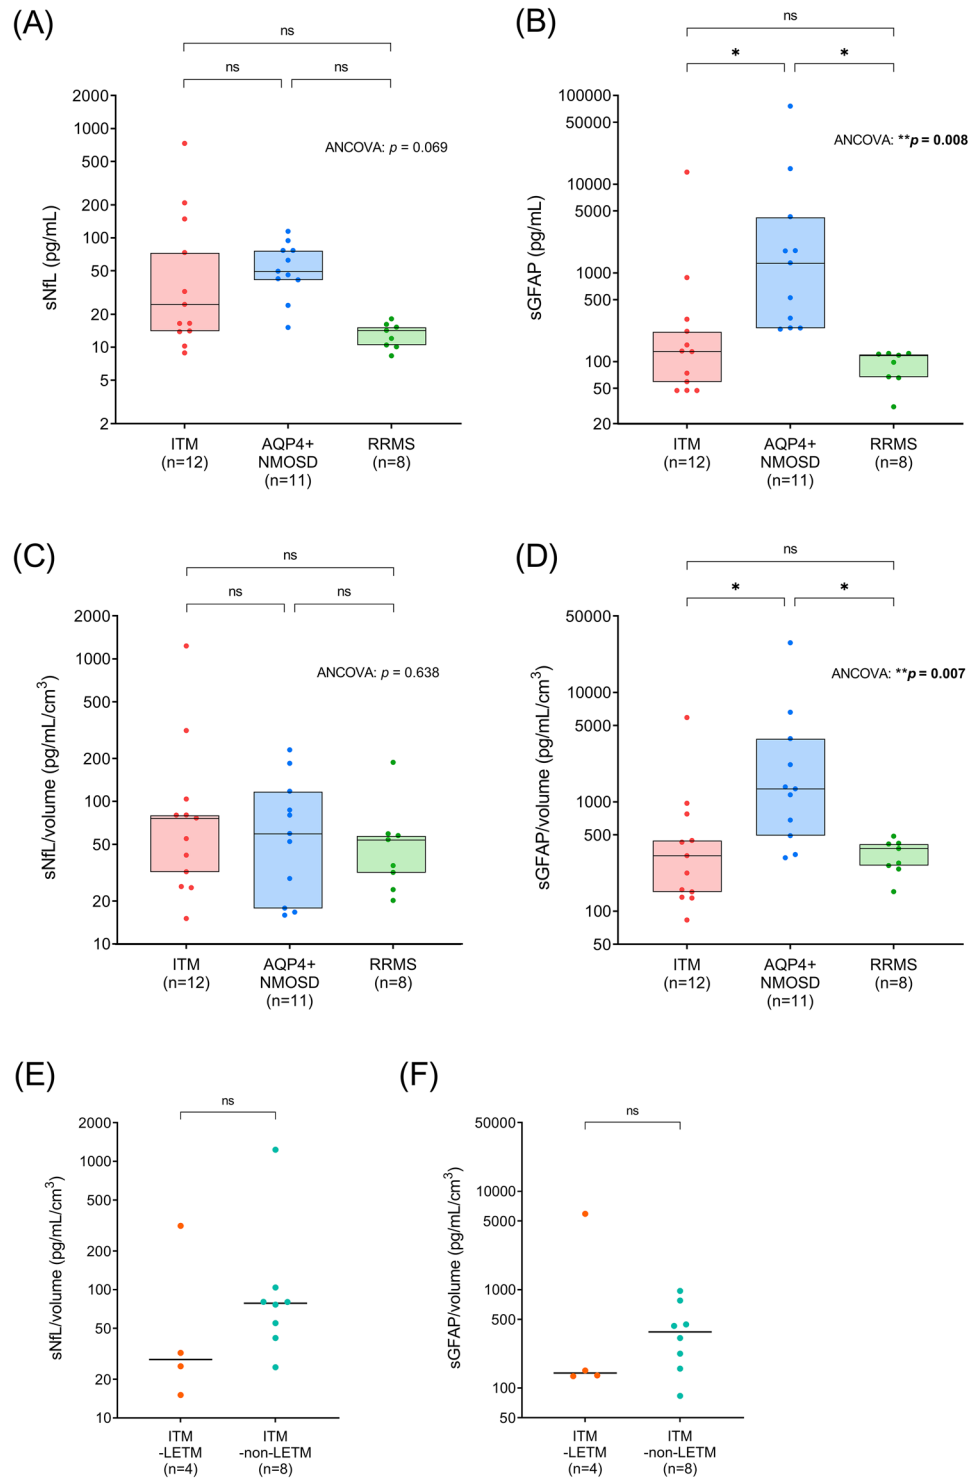 (A)
ns
ns
ns
2000
1000
500
200
100
50
20
10
5
2
sNfL (pg/mL)
ANCOVA: p = 0.069
ITM
(n=12)
AQP4+
NMOSD
(n=11)
RRMS
(n=8)
(B)
ns
*
*
100000
50000
10000
5000
1000
500
100
50
20
sGFAP (pg/mL)
ANCOVA: **p = 0.008
ITM
(n=12)
AQP4+
NMOSD
(n=11)
RRMS
(n=8)
(C)
ns
ns
ns
2000
1000
500
200
100
50
20
10
sNfL/volume (pg/mL/cm³)
ANCOVA: p = 0.638
ITM
(n=12)
AQP4+
NMOSD
(n=11)
RRMS
(n=8)
(D)
ns
*
*
50000
10000
5000
1000
500
100
50
sGFAP/volume (pg/mL/cm³)
ANCOVA: **p = 0.007
ITM
(n=12)
AQP4+
NMOSD
(n=11)
RRMS
(n=8)
(E)
ns
2000
1000
500
200
100
50
20
10
sNfL/volume (pg/mL/cm³)
ITM
-LETM
(n=4)
ITM
-non-LETM
(n=8)
(F)
ns
50000
10000
5000
1000
500
100
50
sGFAP/volume (pg/mL/cm³)
ITM
-LETM
(n=4)
ITM
-non-LETM
(n=8)